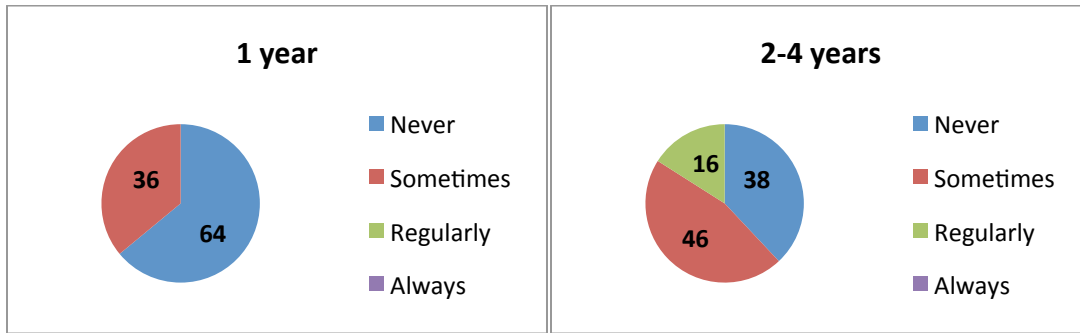 1 year
36
64
Never
Sometimes
Regularly
Always
2-4 years
16
38
46
Never
Sometimes
Regularly
Always